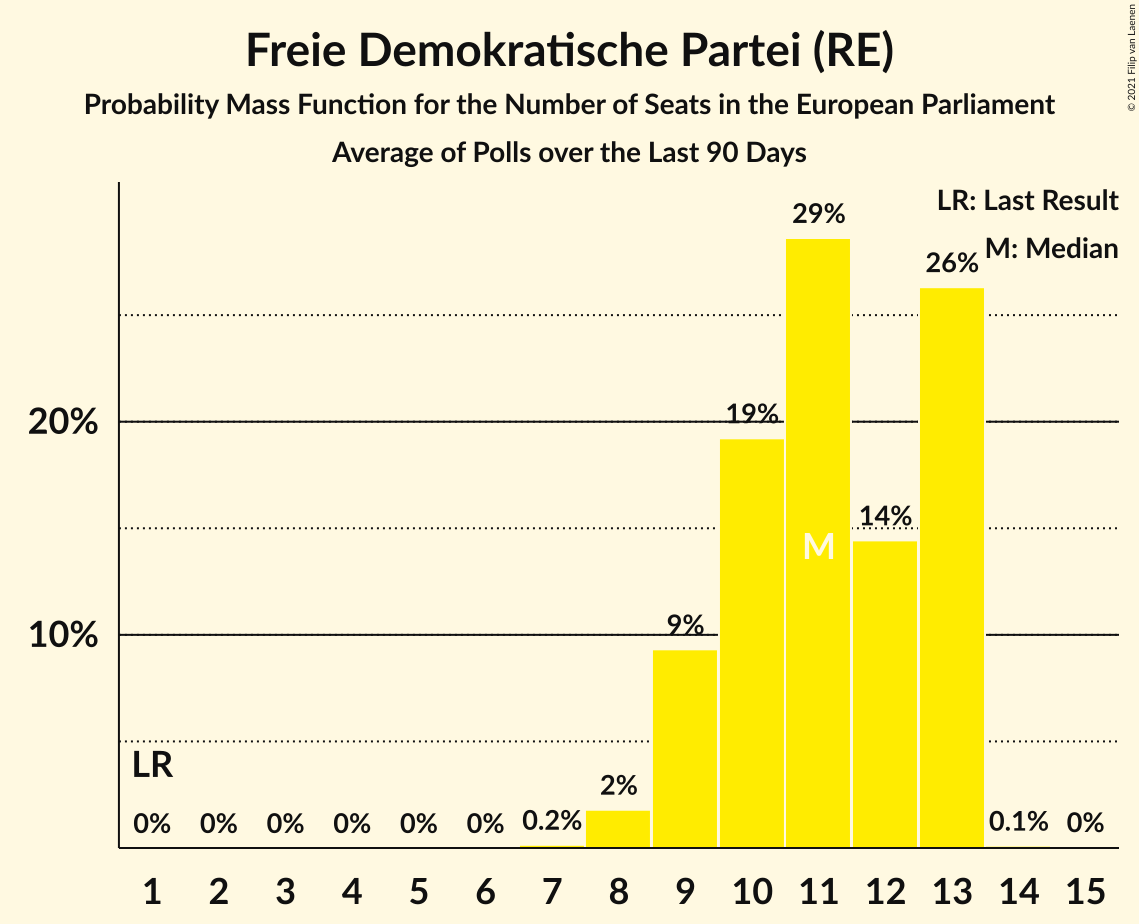 Freie Demokratische Partei (RE)
Probability Mass Function for the Number of Seats in the European Parliament
Average of Polls over the Last 90 Days
© 2021 Filip van Laenen
LR: Last Result
M: Median
20%
10%
LR
M
0%
0%
0%
0%
0%
0%
0.2%
2%
9%
19%
29%
14%
26%
0.1%
0%
1 2 3 4 5 6 7 8 9 10 11 12 13 14 15